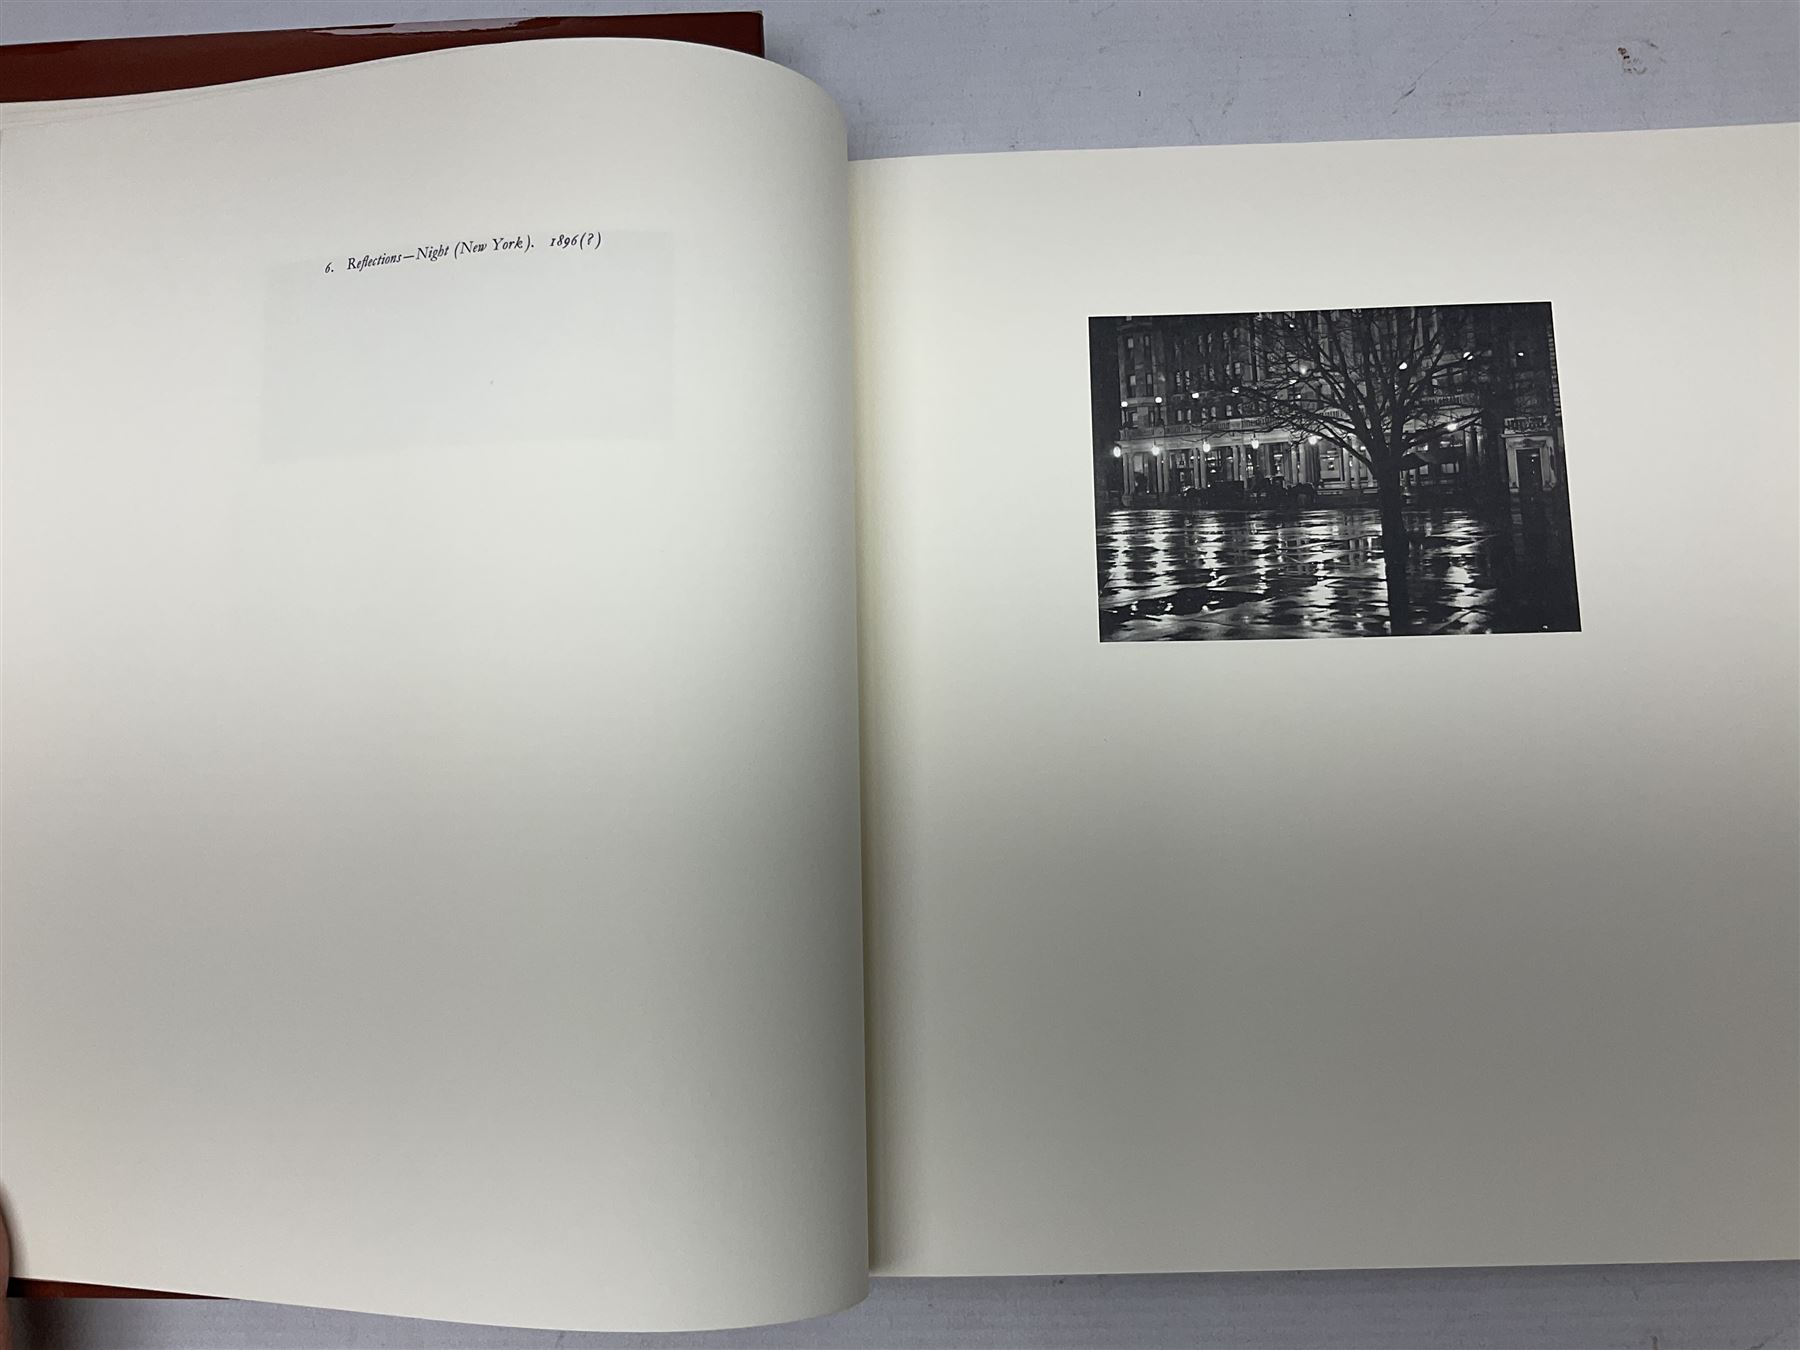 6. Reflections—Night (New York). 1896(?)